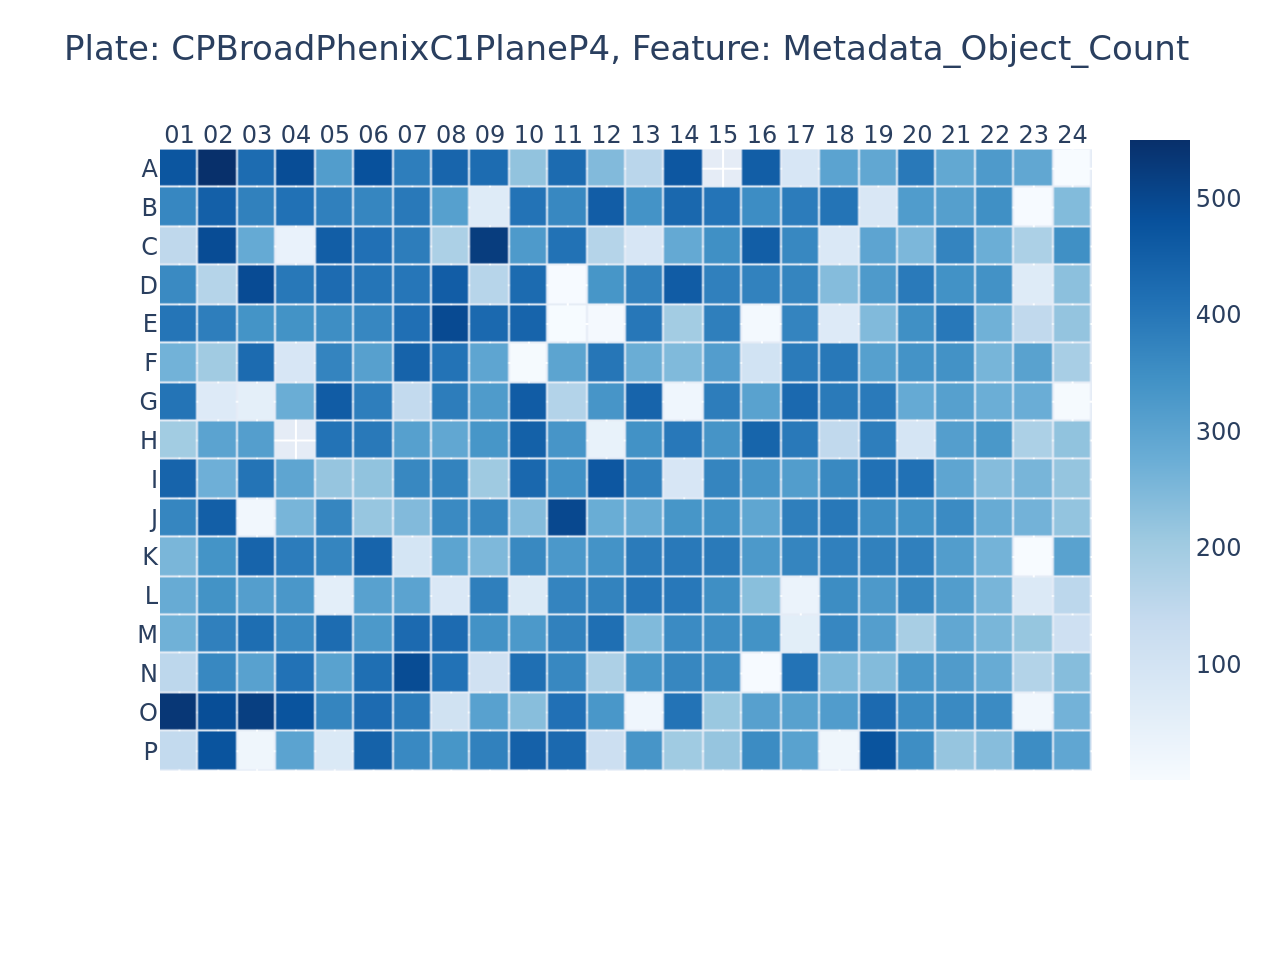 Plate: CPBroadPhenixC1PlaneP4, Feature: Metadata_Object_Count
01 02 03 04 05 06 07 08 09 10 11 12 13 14 15 16 17 18 19 20 21 22 23 24
A
B
C
D
E
F
G
H
I
J
K
L
M
N
O
P
500
400
300
200
100